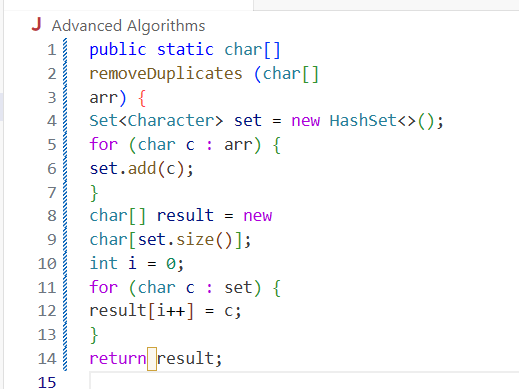 J Advanced Algorithms
1 public static char[]
2 removeDuplicates (char[]
3 arr) {
4 Set<Character> set = new HashSet<>();
5 for (char c : arr) {
6 set.add(c);
7 }
8 char[] result = new
9 char[set.size()];
10 int i = 0;
11 for (char c : set) {
12 result[i++] = c;
13 }
14 return result;
15